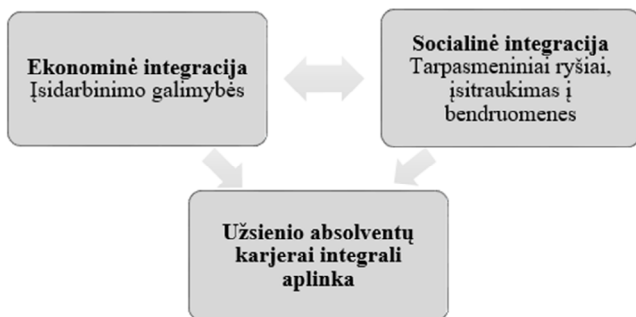 Ekonominė integracija
Įsidarbinimo galimybės
Socialinė integracija
Tarpasmeniniai ryšiai,
įsitraukimas į
bendruomenes
Užsienio absolventų
karjerai integrali
aplinka